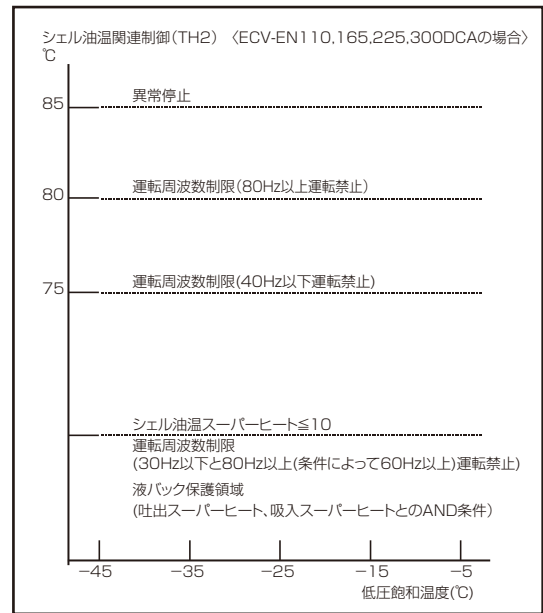 シェル油温関連制御(TH2) 〈ECV-EN110,165,225,300DCAの場合〉
℃
85
異常停止
80
運転周波数制限(80Hz以上運転禁止)
75
運転周波数制限(40Hz以下運転禁止)
シェル油温スーパーヒート≦10
運転周波数制限
(30Hz以下と80Hz以上(条件によって60Hz以上)運転禁止)
液バック保護領域
(吐出スーパーヒート、吸入スーパーヒートとのAND条件)
−45 −35 −25 −15 −5
低圧飽和温度(℃)